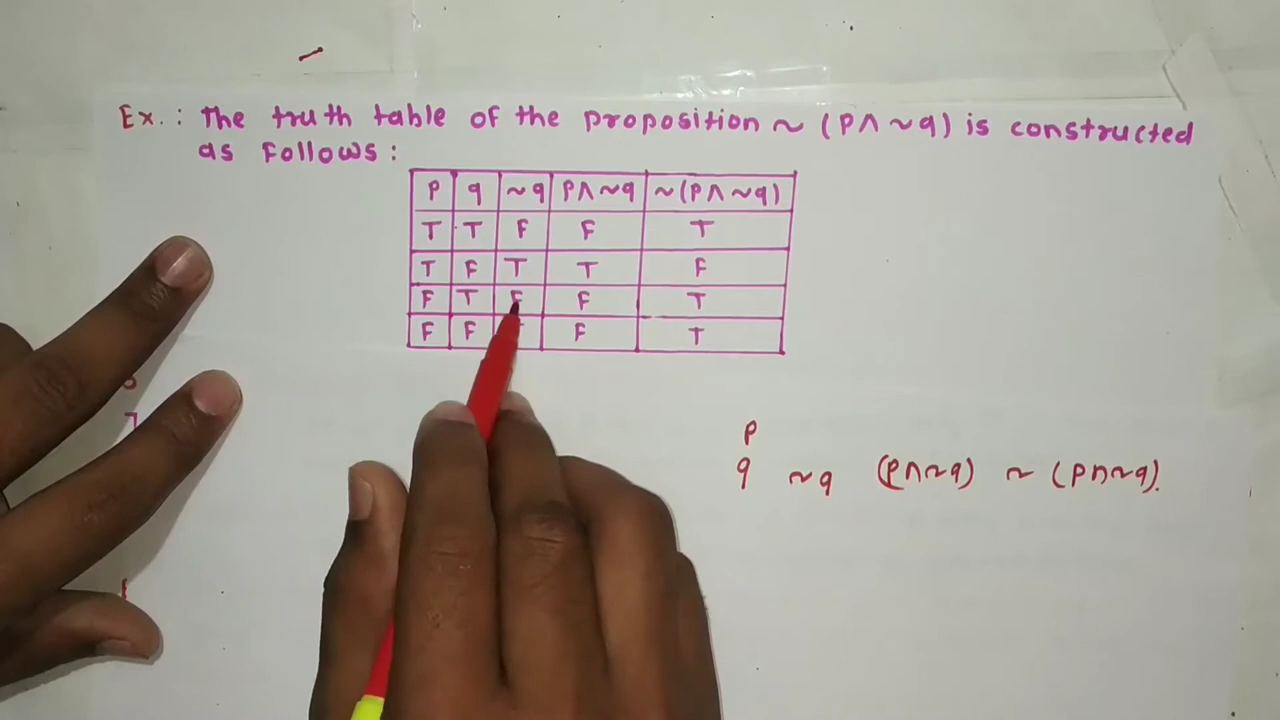 Ex. : The truth table of the proposition ~ (P∧ ~q) is constructed
as follows :
P q ~q P∧ ~q ~(P∧ ~q)
T T F F T
T F T T F
F T F F T
F F F T
P
q ~q (P∧~q) ~ (P∧~q).